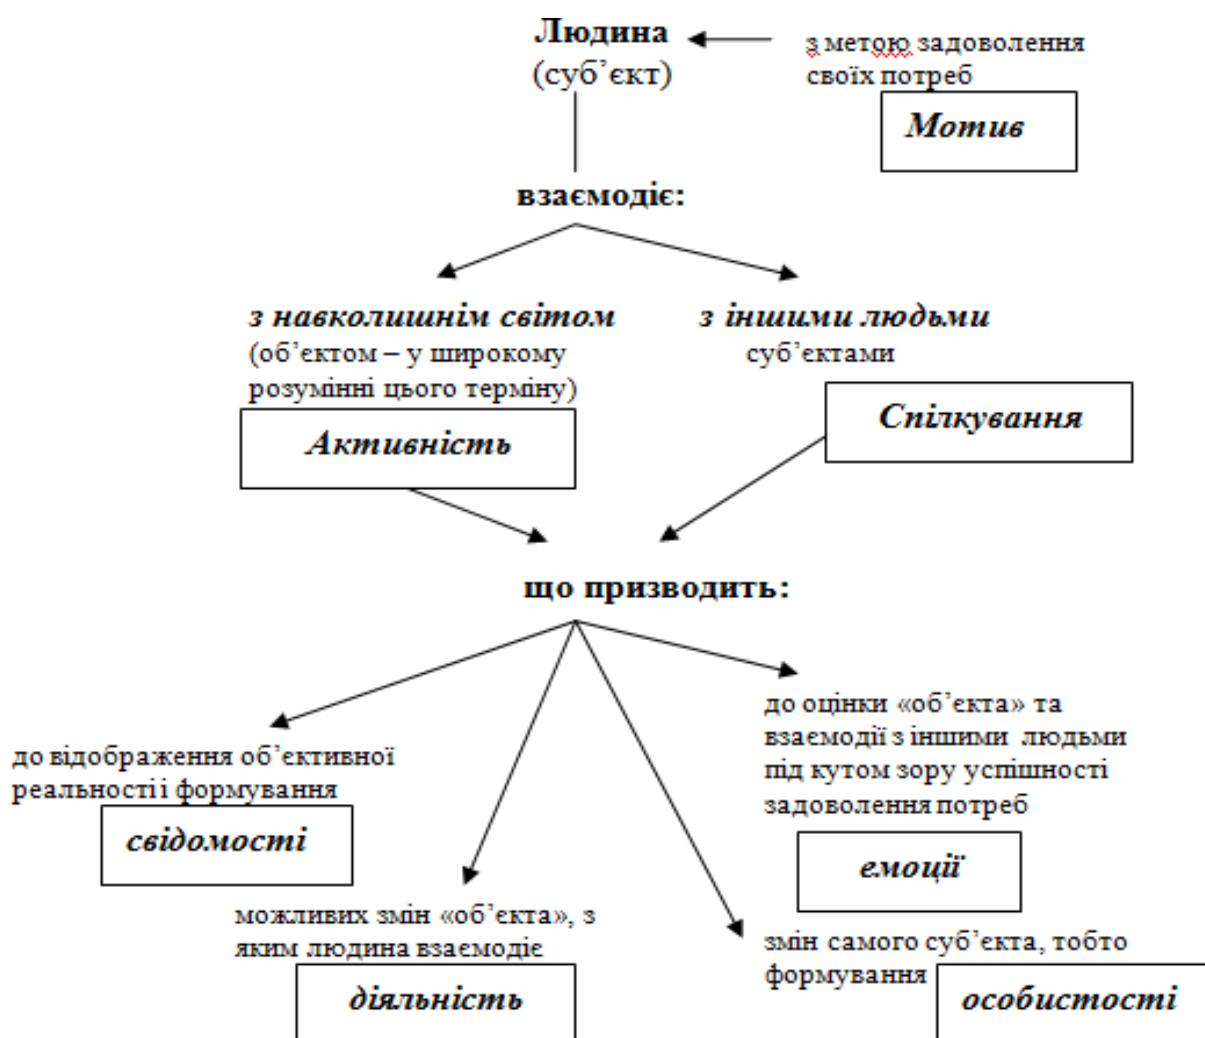 Людина
(суб’єкт)
з метою задоволення
своїх потреб
Мотив
взаємодіє:
з навколишнім світом
(об’єктом – у широкому
розумінні цього терміну)
Активність
з іншими людьми
суб’єктами
Спілкування
що призводить:
до відображення об’єктивної
реальності і формування
свідомості
можливих змін «об’єкта», з
яким людина взаємодіє
діяльність
до оцінки «об’єкта» та
взаємодії з іншими людьми
під кутом зору успішності
задоволення потреб
емоції
змін самого суб’єкта, тобто
формування
особистості